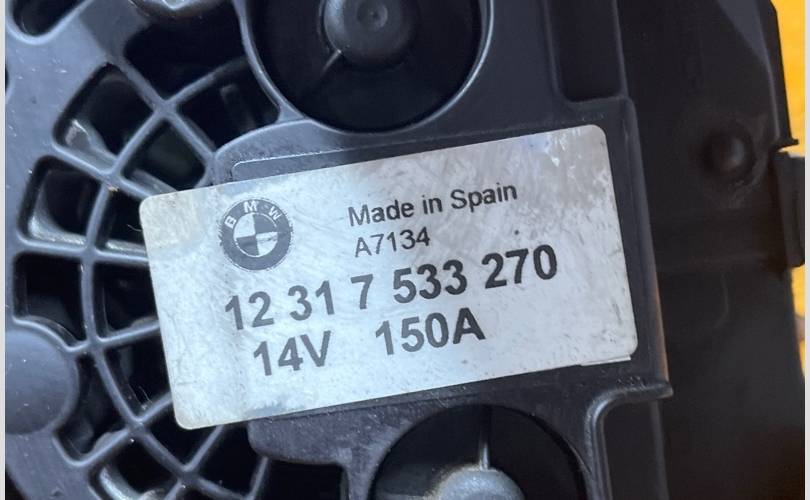 BMW
Made in Spain
A7134
12 31 7 533 270
14V 150A